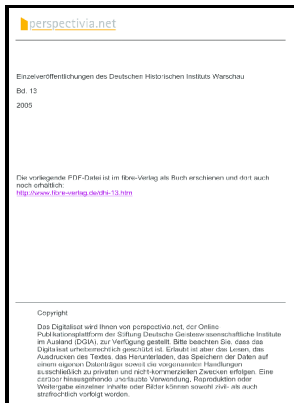 perspectivia.net
Einzelveröffentlichungen des Deutschen Historischen Instituts Warschau
Bd. 13
2005
Die vorliegende PDF-Datei ist im fibre-Verlag als Buch erschienen und dort auch
noch erhältlich:
http://www.fibre-verlag.de/dhi-13.htm
Copyright
Das Digitalisat wird Ihnen von perspectivia.net, der Online
Publikationsplattform der Stiftung Deutsche Geisteswissenschaftliche Institute
im Ausland (DGIA), zur Verfügung gestellt. Bitte beachten Sie, dass das
Digitalisat urheberrechtlich geschützt ist. Erlaubt ist aber das Lesen, das
Ausdrucken des Textes, das Herunterladen, das Speichern der Daten auf
einem eigenen Datenträger soweit die vorgenannten Handlungen
ausschließlich zu privaten und nicht-kommerziellen Zwecken erfolgen. Eine
darüber hinausgehende unerlaubte Verwendung, Reproduktion oder
Weitergabe einzelner Inhalte oder Bilder können sowohl zivil- als auch
strafrechtlich verfolgt werden.